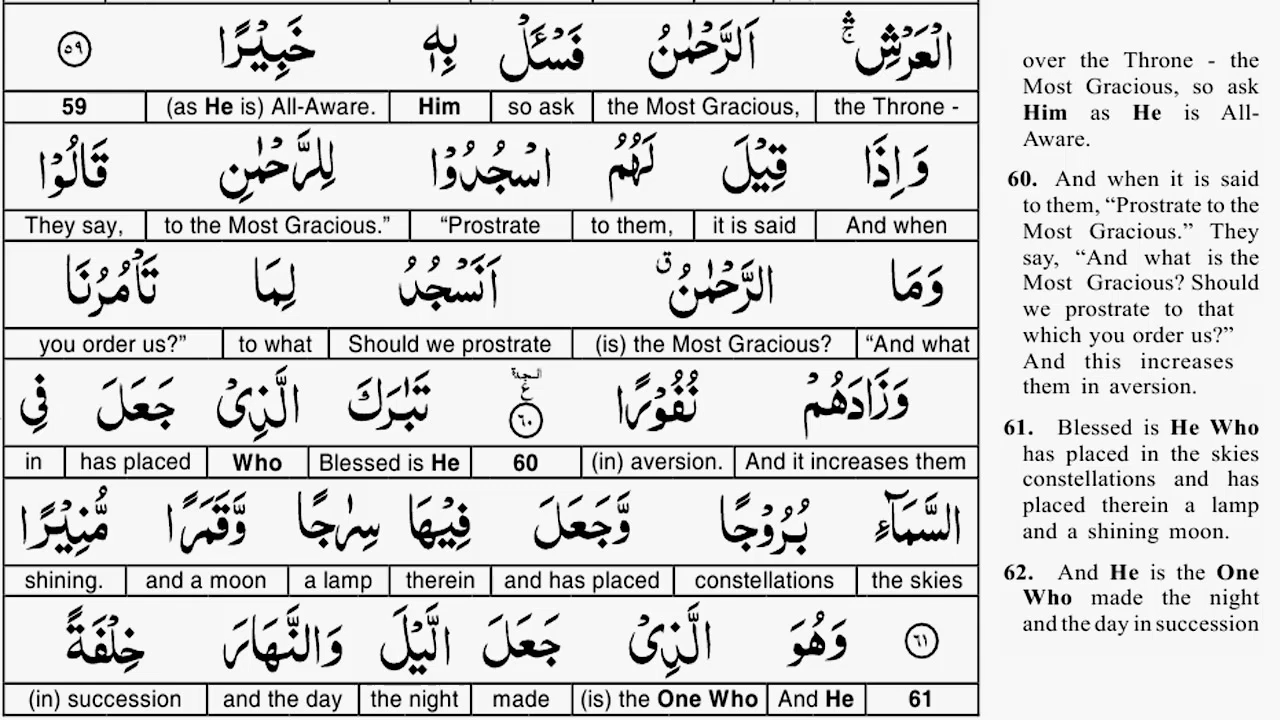 الْعَرْشِ ۛۚ اَلرَّحْمٰنُ فَسْـَٔلْ بِهٖ خَبِيْرًا ٥٩
the Throne - the Most Gracious, so ask Him (as He is) All-Aware. 59
وَاِذَا قِيْلَ لَهُمُ اسْجُدُوْا لِلرَّحْمٰنِ قَالُوْا
And when it is said to them, “Prostrate to the Most Gracious.” They say,
وَمَا الرَّحْمٰنُ ۗ اَنَسْجُدُ لِمَا تَأْمُرُنَا
“And what (is) the Most Gracious? Should we prostrate to what you order us?”
وَزَادَهُمْ نُفُوْرًا ٦٠ السجدة ع تَبٰرَكَ الَّذِيْ جَعَلَ فِي
And it increases them (in) aversion. 60 Blessed is He Who has placed in
السَّمَآءِ بُرُوْجًا وَّجَعَلَ فِيْهَا سِرٰجًا وَّقَمَرًا مُّنِيْرًا
the skies constellations and has placed therein a lamp and a moon shining.
٦١ وَهُوَ الَّذِيْ جَعَلَ الَّيْلَ وَالنَّهَارَ خِلْفَةً
61 And He (is) the One Who made the night and the day (in) succession
over the Throne - the
Most Gracious, so ask
Him as He is All-
Aware.
60. And when it is said
to them, “Prostrate to the
Most Gracious.” They
say, “And what is the
Most Gracious? Should
we prostrate to that
which you order us?”
And this increases
them in aversion.
61. Blessed is He Who
has placed in the skies
constellations and has
placed therein a lamp
and a shining moon.
62. And He is the One
Who made the night
and the day in succession